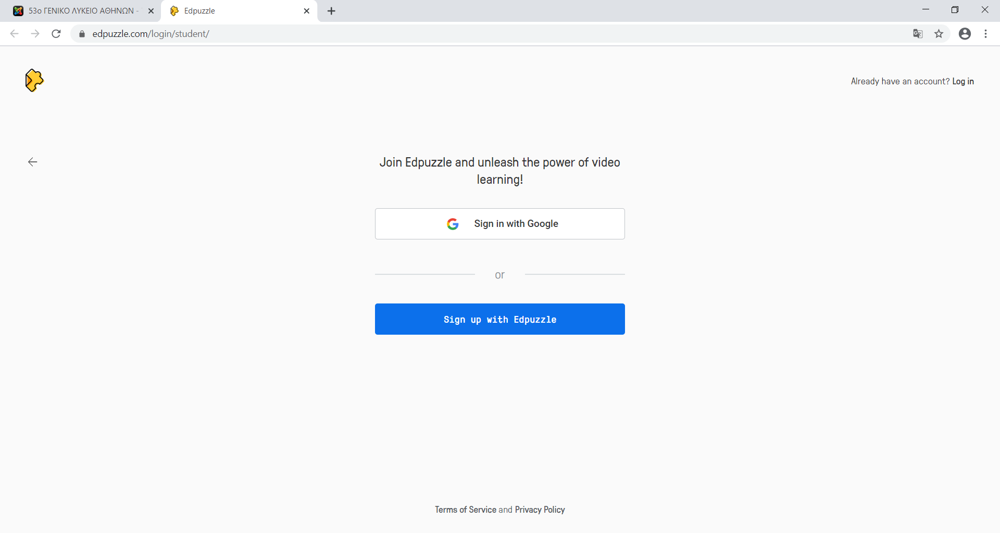 53ο ΓΕΝΙΚΟ ΛΥΚΕΙΟ ΑΘΗΝΩΝ -
Edpuzzle
edpuzzle.com/login/student/
Already have an account? Log in
Join Edpuzzle and unleash the power of video
learning!
Sign in with Google
or
Sign up with Edpuzzle
Terms of Service and Privacy Policy